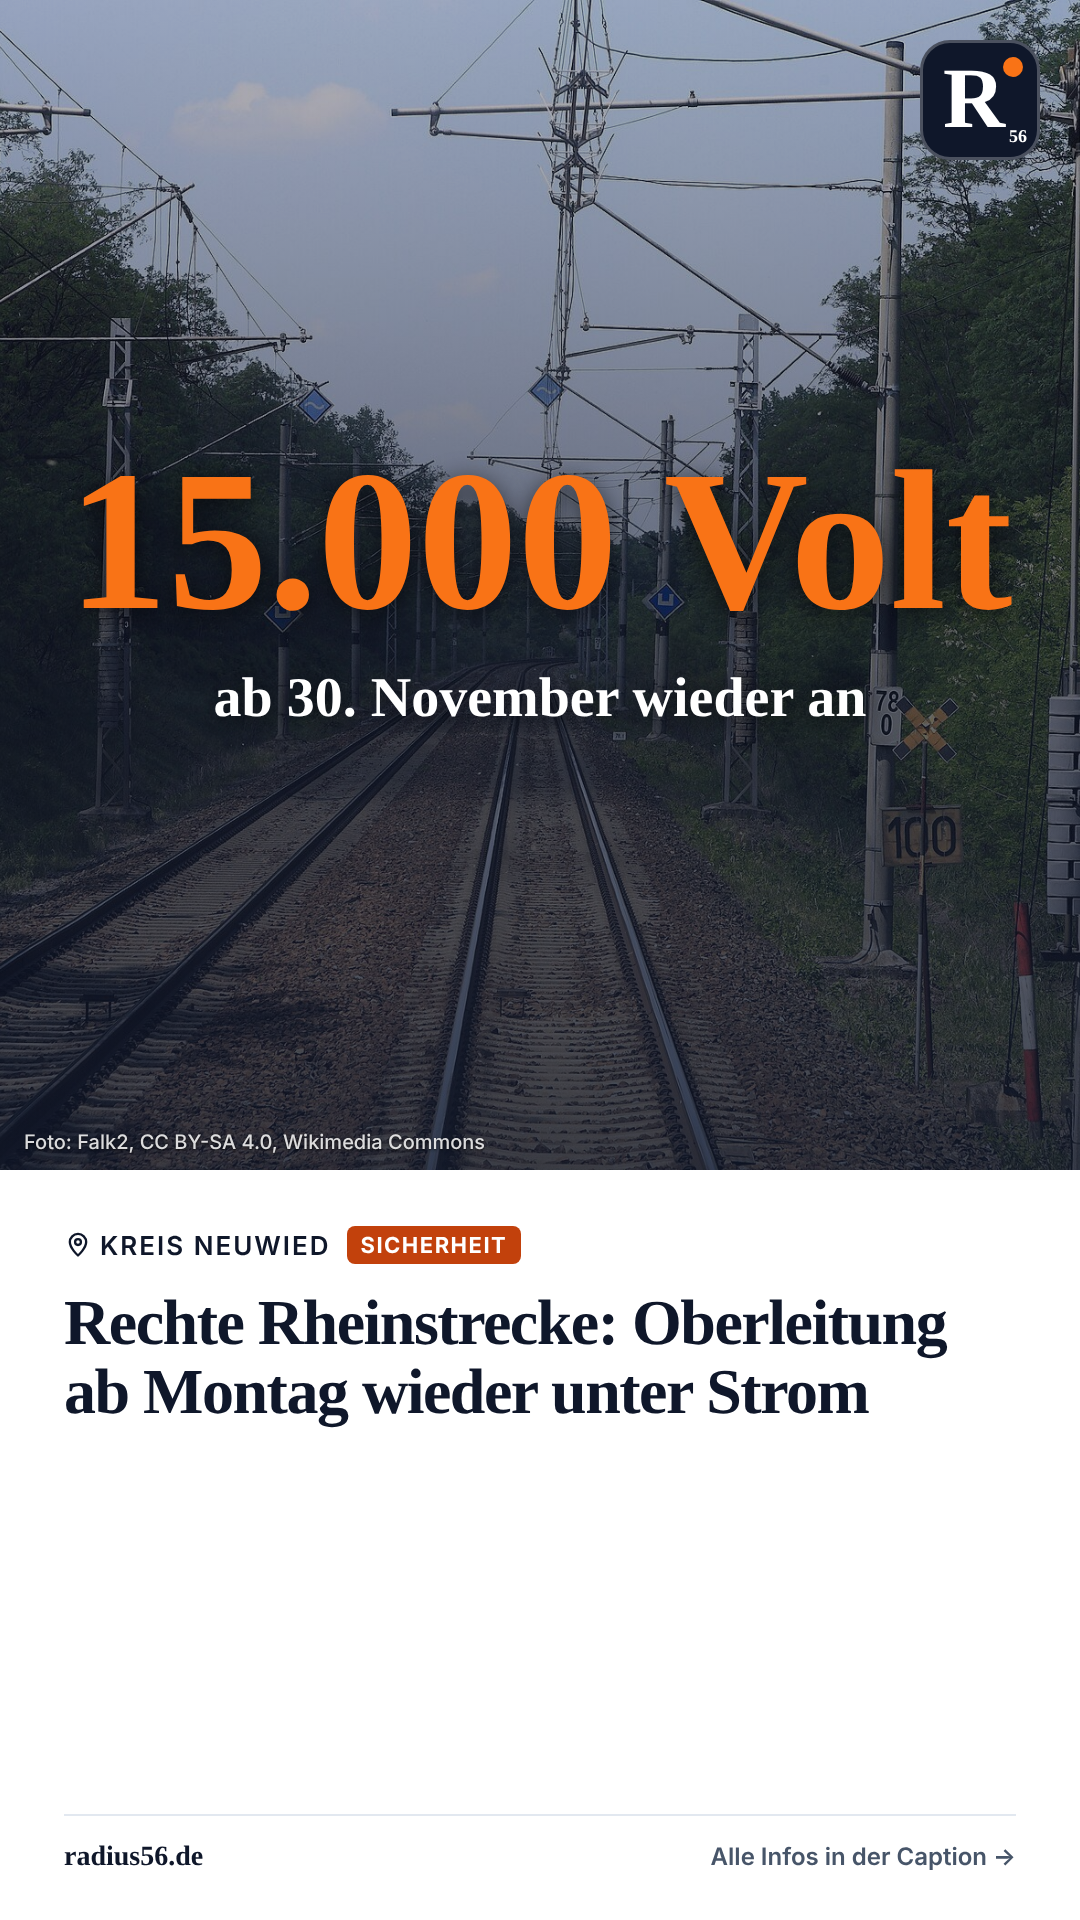 R
56
15.000 Volt
ab 30. November wieder an
78
0
100
Foto: Falk2, CC BY-SA 4.0, Wikimedia Commons
KREIS NEUWIED SICHERHEIT
Rechte Rheinstrecke: Oberleitung
ab Montag wieder unter Strom
radius56.de
Alle Infos in der Caption →